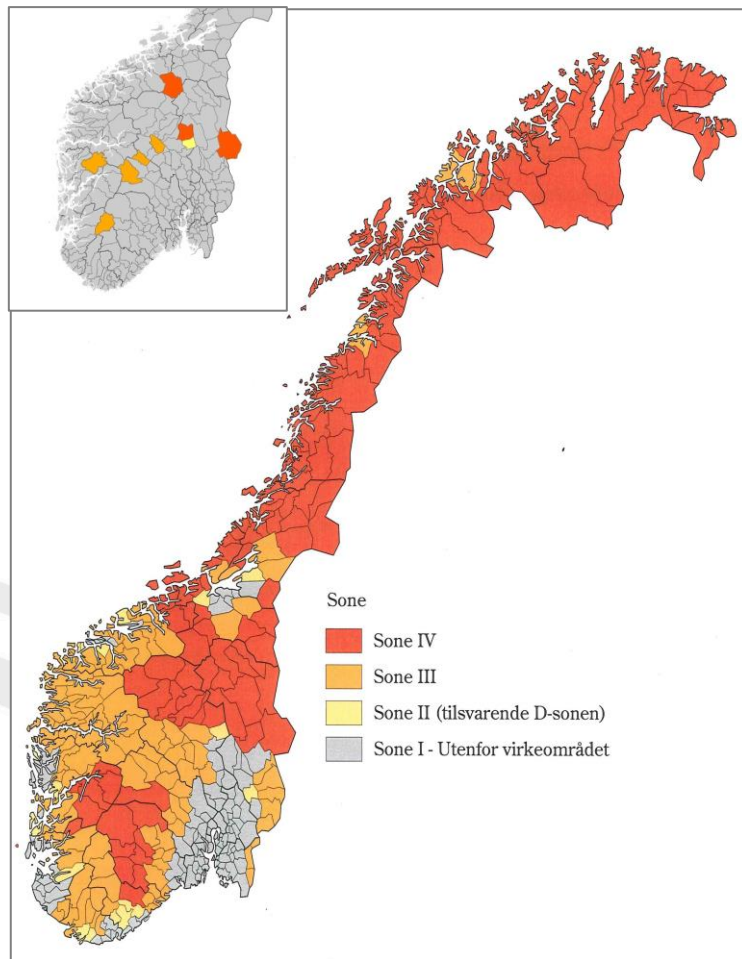 Sone
Sone IV
Sone III
Sone II (tilsvarende D-sonen)
Sone I - Utenfor virkeområdet